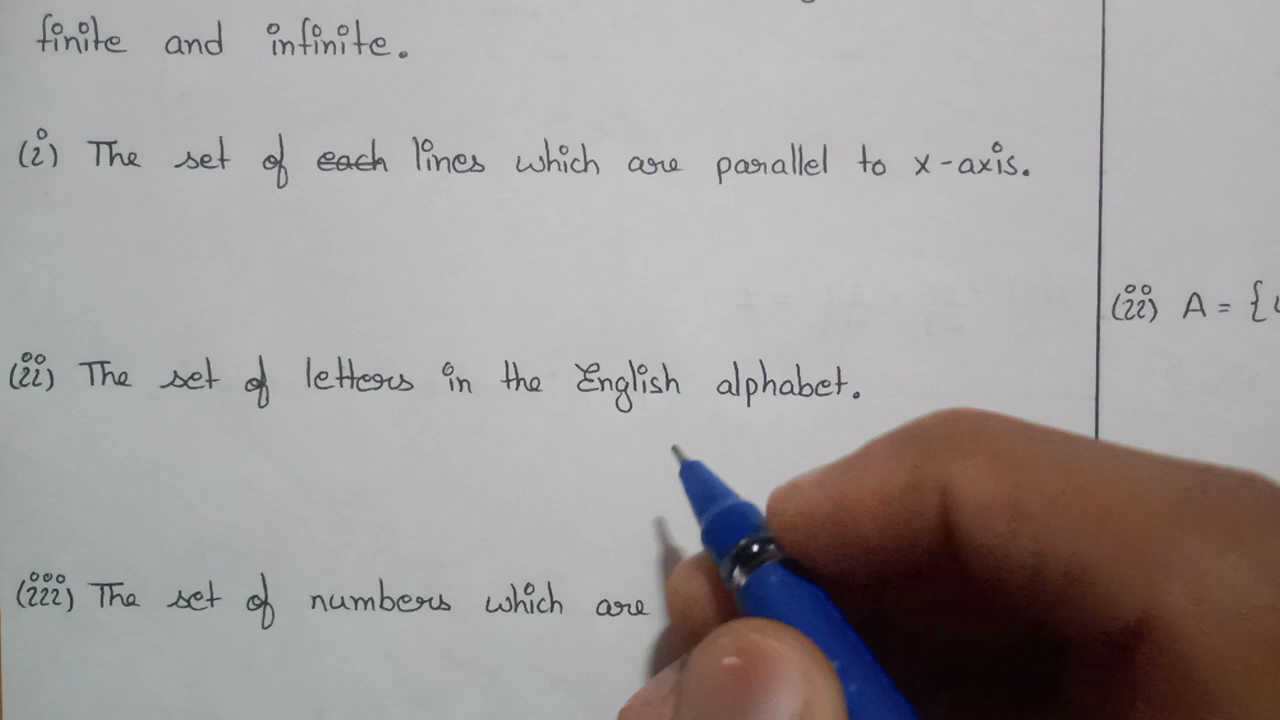 finite and infinite.
(i) The set of each lines which are parallel to x-axis.
(ii) A = {
(ii) The set of letters in the English alphabet.
(iii) The set of numbers which are